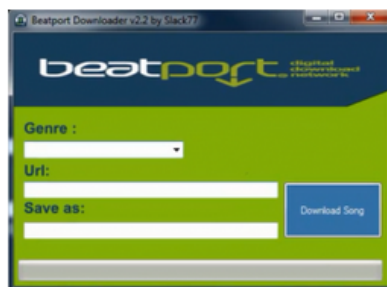 Beatport Downloader v2.2 by Slack77
beatport.
digital
download
network
Genre :
Url:
Save as:
Download Song